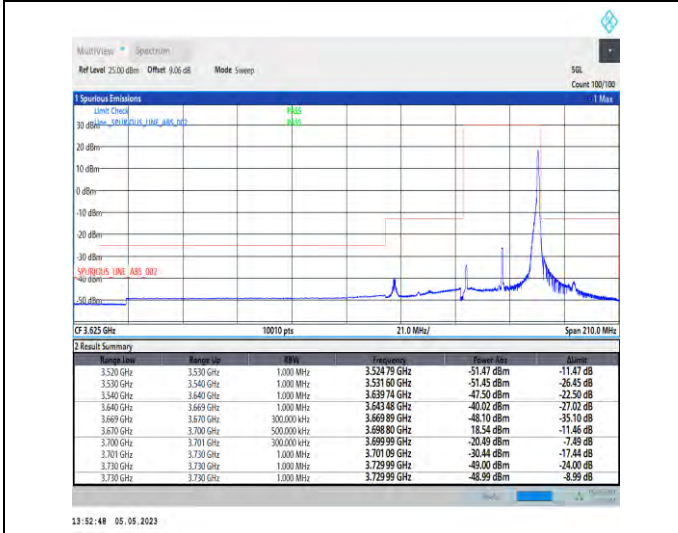 MultiView Spectrum
Ref Level 25.00 dBm Offset 9.06 dB Mode Sweep SGL
Count 100/100
1 Spurious Emissions 1 Max
Limit Check PASS
30 dBm Line _SPURIOUS_LINE_ABS_002 PASS
20 dBm
10 dBm
0 dBm
-10 dBm
-20 dBm
-30 dBm
SPURIOUS_LINE_ABS_002
-40 dBm
-50 dBm
CF 3.625 GHz 10010 pts 21.0 MHz/ Span 210.0 MHz
2 Result Summary
Range Low Range Up RBW Frequency Power Abs ΔLimit
3.520 GHz 3.530 GHz 1.000 MHz 3.524 79 GHz -51.47 dBm -11.47 dB
3.530 GHz 3.540 GHz 1.000 MHz 3.531 60 GHz -51.45 dBm -26.45 dB
3.540 GHz 3.640 GHz 1.000 MHz 3.639 74 GHz -47.50 dBm -22.50 dB
3.640 GHz 3.669 GHz 1.000 MHz 3.643 48 GHz -40.02 dBm -27.02 dB
3.669 GHz 3.670 GHz 300.000 kHz 3.669 89 GHz -48.10 dBm -35.10 dB
3.670 GHz 3.700 GHz 500.000 kHz 3.698 80 GHz 18.54 dBm -11.46 dB
3.700 GHz 3.701 GHz 300.000 kHz 3.699 99 GHz -20.49 dBm -7.49 dB
3.701 GHz 3.730 GHz 1.000 MHz 3.701 09 GHz -30.44 dBm -17.44 dB
3.730 GHz 3.730 GHz 1.000 MHz 3.729 99 GHz -49.00 dBm -24.00 dB
3.730 GHz 3.730 GHz 1.000 MHz 3.729 99 GHz -48.99 dBm -8.99 dB
13:52:48 05.05.2023